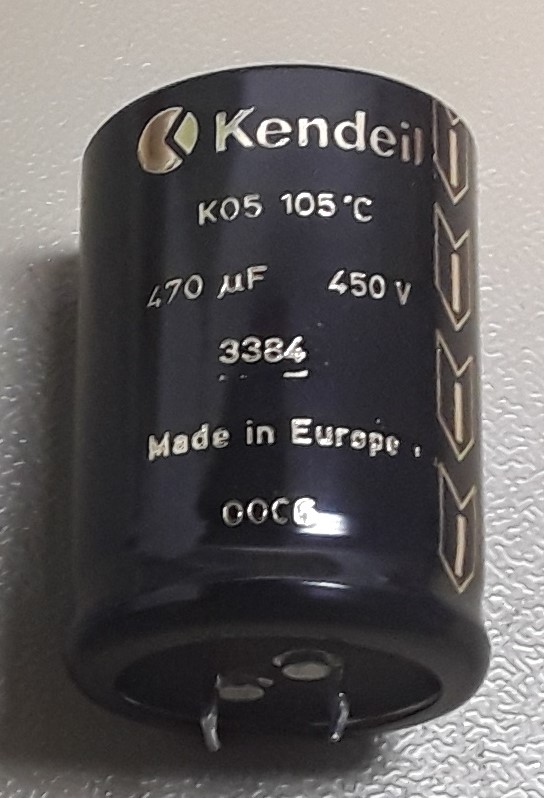 Kendeil
K05 105°C
470 µF 450 V
3384
Made in Europe